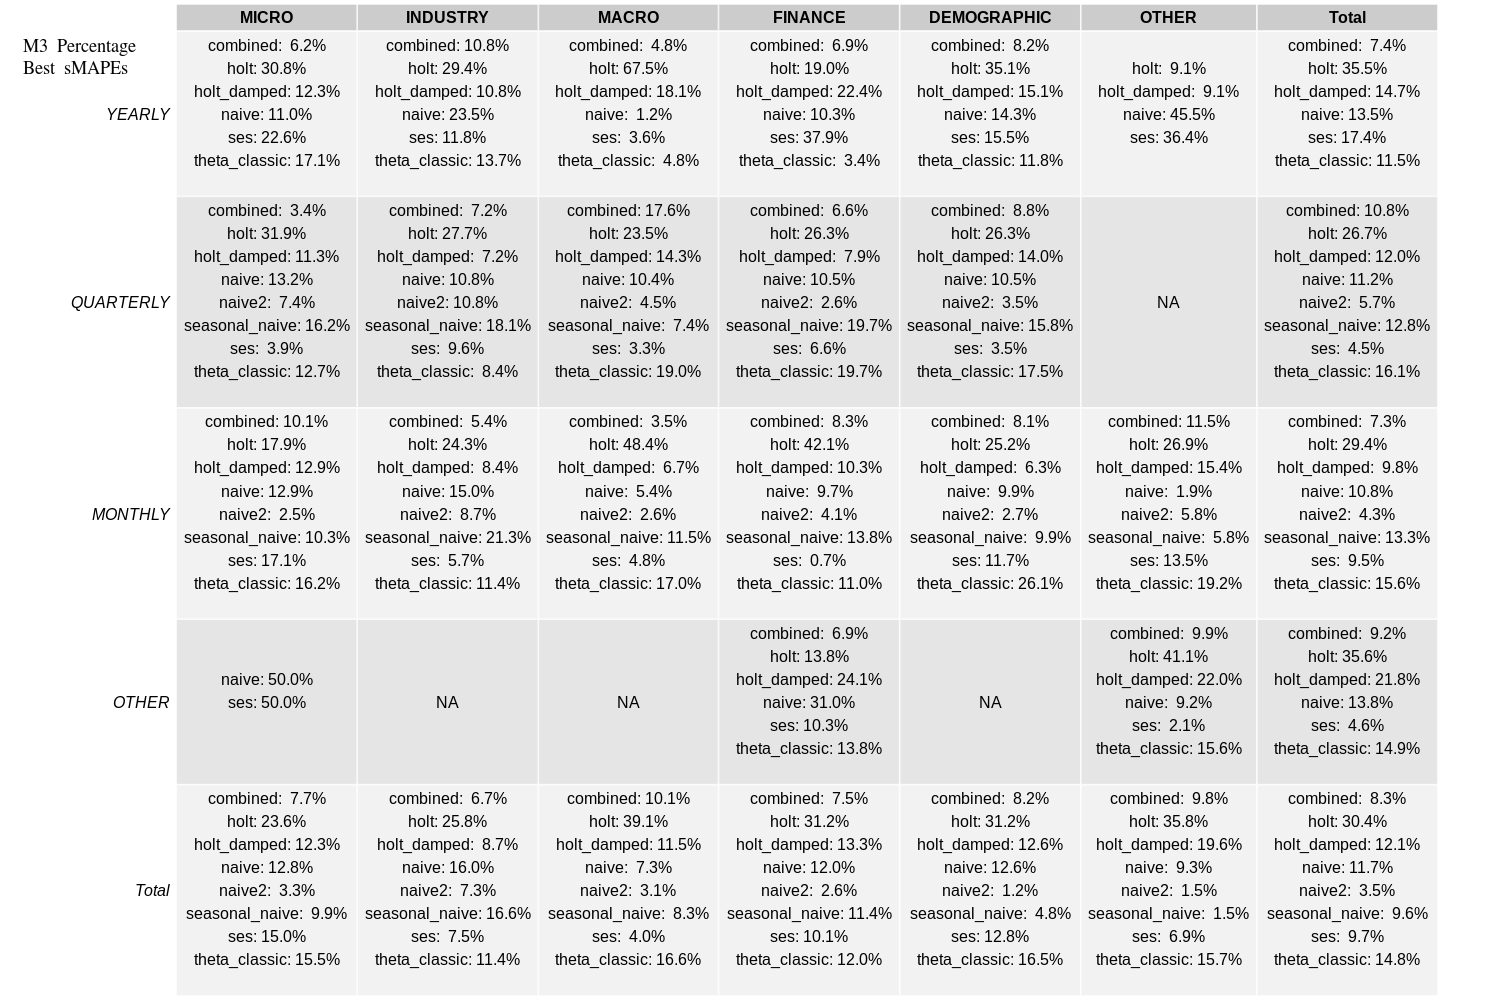 MICRO INDUSTRY MACRO FINANCE DEMOGRAPHIC OTHER Total
M3 Percentage combined: 6.2% combined: 10.8% combined: 4.8% combined: 6.9% combined: 8.2% combined: 7.4%
Best sMAPEs holt: 30.8% holt: 29.4% holt: 67.5% holt: 19.0% holt: 35.1% holt: 9.1% holt: 35.5%
holt_damped: 12.3% holt_damped: 10.8% holt_damped: 18.1% holt_damped: 22.4% holt_damped: 15.1% holt_damped: 9.1% holt_damped: 14.7%
YEARLY naive: 11.0% naive: 23.5% naive: 1.2% naive: 10.3% naive: 14.3% naive: 45.5% naive: 13.5%
ses: 22.6% ses: 11.8% ses: 3.6% ses: 37.9% ses: 15.5% ses: 36.4% ses: 17.4%
theta_classic: 17.1% theta_classic: 13.7% theta_classic: 4.8% theta_classic: 3.4% theta_classic: 11.8% theta_classic: 11.5%
combined: 3.4% combined: 7.2% combined: 17.6% combined: 6.6% combined: 8.8% combined: 10.8%
holt: 31.9% holt: 27.7% holt: 23.5% holt: 26.3% holt: 26.3% holt: 26.7%
holt_damped: 11.3% holt_damped: 7.2% holt_damped: 14.3% holt_damped: 7.9% holt_damped: 14.0% holt_damped: 12.0%
naive: 13.2% naive: 10.8% naive: 10.4% naive: 10.5% naive: 10.5% naive: 11.2%
QUARTERLY naive2: 7.4% naive2: 10.8% naive2: 4.5% naive2: 2.6% naive2: 3.5% NA naive2: 5.7%
seasonal_naive: 16.2% seasonal_naive: 18.1% seasonal_naive: 7.4% seasonal_naive: 19.7% seasonal_naive: 15.8% seasonal_naive: 12.8%
ses: 3.9% ses: 9.6% ses: 3.3% ses: 6.6% ses: 3.5% ses: 4.5%
theta_classic: 12.7% theta_classic: 8.4% theta_classic: 19.0% theta_classic: 19.7% theta_classic: 17.5% theta_classic: 16.1%
combined: 10.1% combined: 5.4% combined: 3.5% combined: 8.3% combined: 8.1% combined: 11.5% combined: 7.3%
holt: 17.9% holt: 24.3% holt: 48.4% holt: 42.1% holt: 25.2% holt: 26.9% holt: 29.4%
holt_damped: 12.9% holt_damped: 8.4% holt_damped: 6.7% holt_damped: 10.3% holt_damped: 6.3% holt_damped: 15.4% holt_damped: 9.8%
naive: 12.9% naive: 15.0% naive: 5.4% naive: 9.7% naive: 9.9% naive: 1.9% naive: 10.8%
MONTHLY naive2: 2.5% naive2: 8.7% naive2: 2.6% naive2: 4.1% naive2: 2.7% naive2: 5.8% naive2: 4.3%
seasonal_naive: 10.3% seasonal_naive: 21.3% seasonal_naive: 11.5% seasonal_naive: 13.8% seasonal_naive: 9.9% seasonal_naive: 5.8% seasonal_naive: 13.3%
ses: 17.1% ses: 5.7% ses: 4.8% ses: 0.7% ses: 11.7% ses: 13.5% ses: 9.5%
theta_classic: 16.2% theta_classic: 11.4% theta_classic: 17.0% theta_classic: 11.0% theta_classic: 26.1% theta_classic: 19.2% theta_classic: 15.6%
combined: 6.9% combined: 9.9% combined: 9.2%
holt: 13.8% holt: 41.1% holt: 35.6%
naive: 50.0% holt_damped: 24.1% holt_damped: 22.0% holt_damped: 21.8%
OTHER ses: 50.0% NA NA naive: 31.0% NA naive: 9.2% naive: 13.8%
ses: 10.3% ses: 2.1% ses: 4.6%
theta_classic: 13.8% theta_classic: 15.6% theta_classic: 14.9%
combined: 7.7% combined: 6.7% combined: 10.1% combined: 7.5% combined: 8.2% combined: 9.8% combined: 8.3%
holt: 23.6% holt: 25.8% holt: 39.1% holt: 31.2% holt: 31.2% holt: 35.8% holt: 30.4%
holt_damped: 12.3% holt_damped: 8.7% holt_damped: 11.5% holt_damped: 13.3% holt_damped: 12.6% holt_damped: 19.6% holt_damped: 12.1%
naive: 12.8% naive: 16.0% naive: 7.3% naive: 12.0% naive: 12.6% naive: 9.3% naive: 11.7%
Total naive2: 3.3% naive2: 7.3% naive2: 3.1% naive2: 2.6% naive2: 1.2% naive2: 1.5% naive2: 3.5%
seasonal_naive: 9.9% seasonal_naive: 16.6% seasonal_naive: 8.3% seasonal_naive: 11.4% seasonal_naive: 4.8% seasonal_naive: 1.5% seasonal_naive: 9.6%
ses: 15.0% ses: 7.5% ses: 4.0% ses: 10.1% ses: 12.8% ses: 6.9% ses: 9.7%
theta_classic: 15.5% theta_classic: 11.4% theta_classic: 16.6% theta_classic: 12.0% theta_classic: 16.5% theta_classic: 15.7% theta_classic: 14.8%